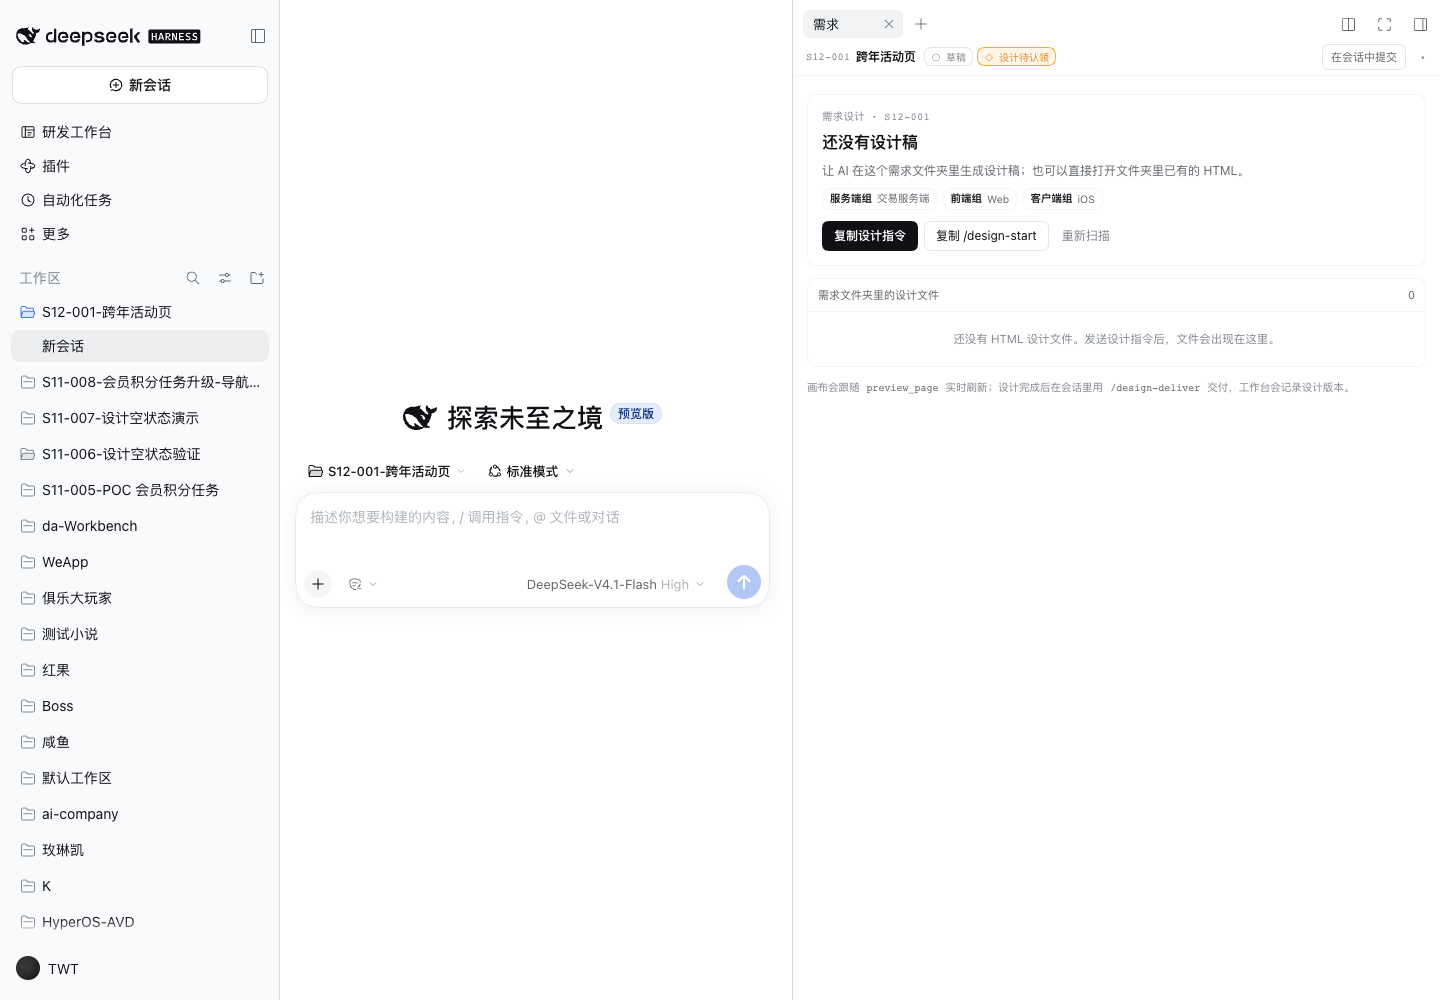 deepseek HARNESS
新会话
研发工作台
插件
自动化任务
更多
工作区
S12-001-跨年活动页
新会话
S11-008-会员积分任务升级-导航...
S11-007-设计空状态演示
S11-006-设计空状态验证
S11-005-POC 会员积分任务
da-Workbench
WeApp
俱乐大玩家
测试小说
红果
Boss
咸鱼
默认工作区
ai-company
玫琳凯
K
HyperOS-AVD
TWT
探索未至之境 预览版
S12-001-跨年活动页 标准模式
描述你想要构建的内容, / 调用指令, @ 文件或对话
DeepSeek-V4.1-Flash High
需求
S12-001 跨年活动页 草稿 设计待认领 在会话中提交
需求设计 · S12-001
还没有设计稿
让 AI 在这个需求文件夹里生成设计稿；也可以直接打开文件夹里已有的 HTML。
服务端组 交易服务端 前端组 Web 客户端组 iOS
复制设计指令 复制 /design-start 重新扫描
需求文件夹里的设计文件 0
还没有 HTML 设计文件。发送设计指令后，文件会出现在这里。
画布会跟随 preview_page 实时刷新；设计完成后在会话里用 /design-deliver 交付，工作台会记录设计版本。